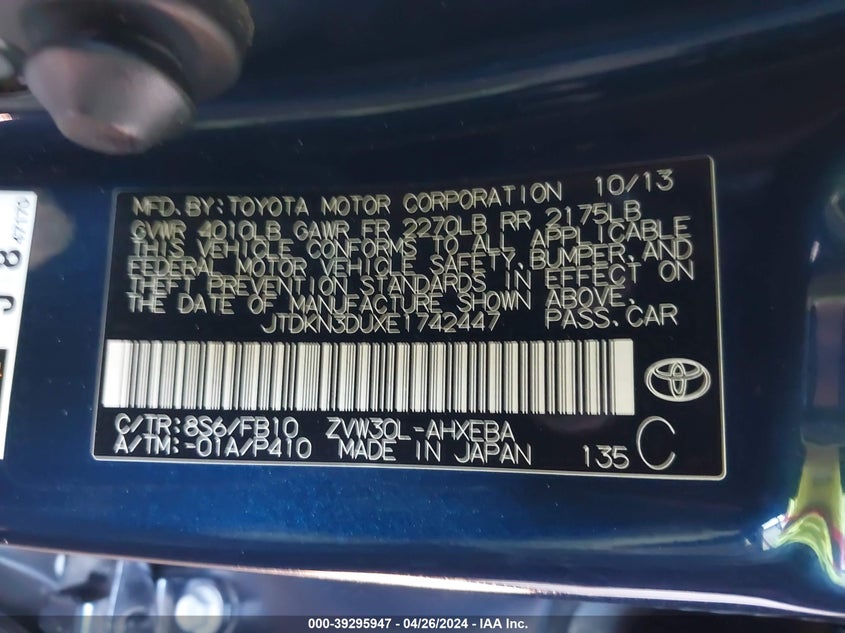 MFD.BY:TOYOTA MOTOR CORPORATION 10/13
GVWR 4010LB GAWR FR 2270LB RR 2175LB
THIS VEHICLE CONFORMS TO ALL APPLICABLE
FEDERAL MOTOR VEHICLE SAFETY,BUMPER,AND
THEFT PREVENTION STANDARDS IN EFFECT ON
THE DATE OF MANUFACTURE SHOWN ABOVE.
JTDKN3DUXE1742447 PASS.CAR
C/TR:8S6/FB10 ZVW30L-AHXEBA
A/TM:-01A/P410 MADE IN JAPAN 135 C
J 8
47170
000-39295947 - 04/26/2024 - IAA Inc.